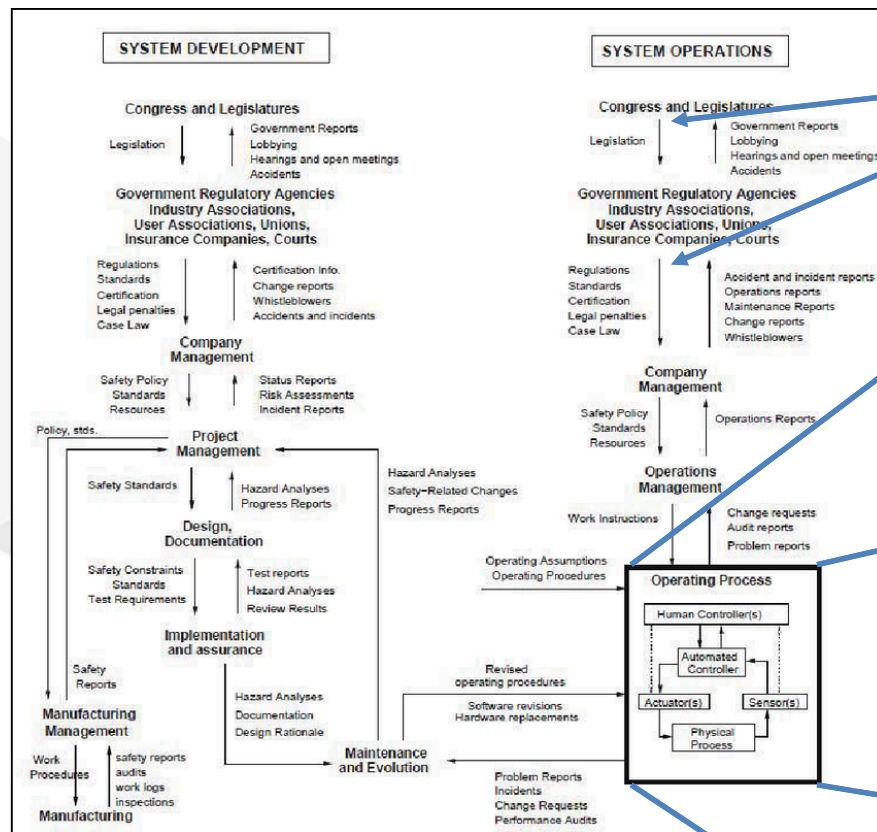 SYSTEM DEVELOPMENT
Congress and Legislatures
Legislation
Government Reports
Lobbying
Hearings and open meetings
Accidents
Government Regulatory Agencies
Industry Associations,
User Associations, Unions,
Insurance Companies, Courts
Regulations
Standards
Certification
Legal penalties
Case Law
Certification Info.
Change reports
Whistleblowers
Accidents and incidents
Company
Management
Safety Policy
Standards
Resources
Status Reports
Risk Assessments
Incident Reports
Policy, stds.
Project
Management
Safety Standards
Hazard Analyses
Progress Reports
Hazard Analyses
Safety-Related Changes
Progress Reports
Design,
Documentation
Safety Constraints
Standards
Test Requirements
Test reports
Hazard Analyses
Review Results
Implementation
and assurance
Safety
Reports
Hazard Analyses
Documentation
Design Rationale
Manufacturing
Management
Work
Procedures
safety reports
audits
work logs
inspections
Manufacturing
Maintenance
and Evolution
SYSTEM OPERATIONS
Congress and Legislatures
Legislation
Government Reports
Lobbying
Hearings and open meetings
Accidents
Government Regulatory Agencies
Industry Associations,
User Associations, Unions,
Insurance Companies, Courts
Regulations
Standards
Certification
Legal penalties
Case Law
Accident and incident reports
Operations reports
Maintenance Reports
Change reports
Whistleblowers
Company
Management
Safety Policy
Standards
Resources
Operations Reports
Operations
Management
Work Instructions
Change requests
Audit reports
Problem reports
Operating Assumptions
Operating Procedures
Operating Process
Human Controller(s)
Automated
Controller
Actuator(s)
Sensor(s)
Physical
Process
Revised
operating procedures
Software revisions
Hardware replacements
Problem Reports
Incidents
Change Requests
Performance Audits